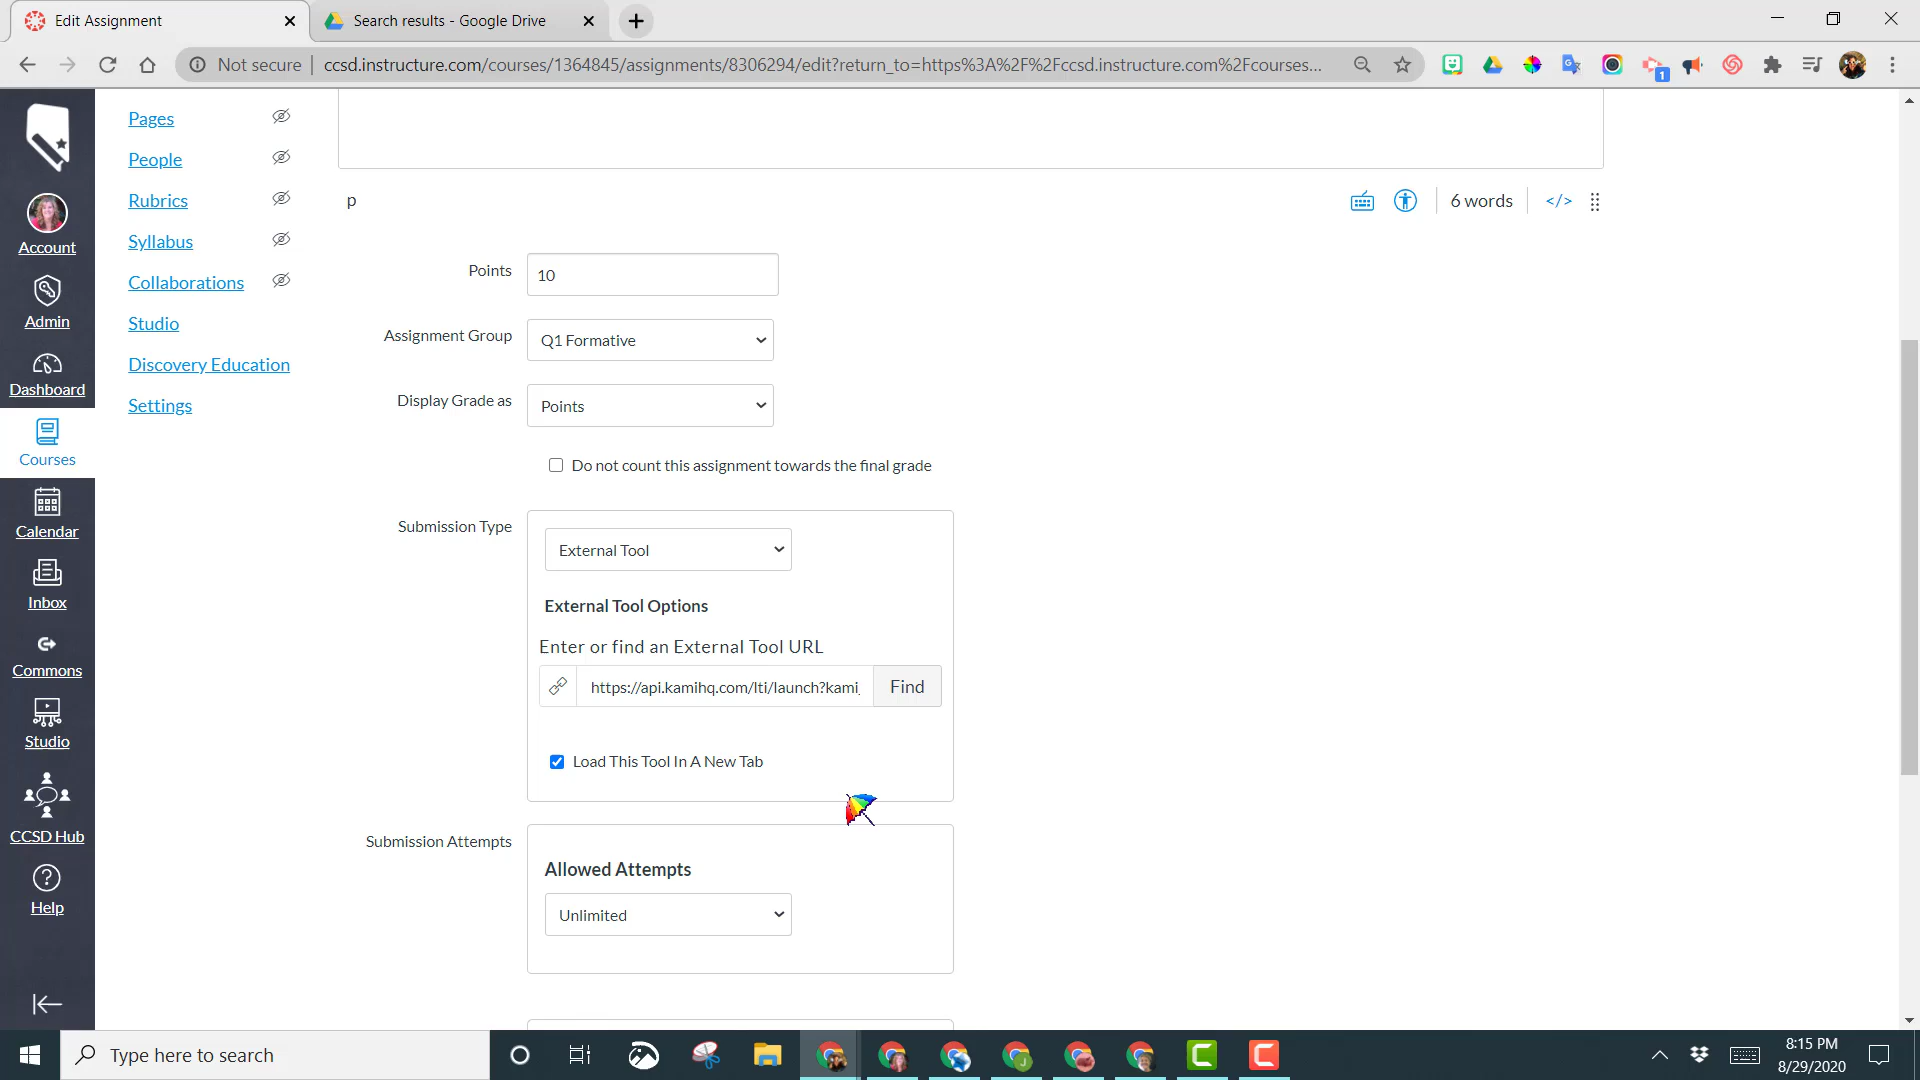 Edit Assignment
Search results - Google Drive
Not secure
ccsd.instructure.com/courses/1364845/assignments/8306294/edit?return_to=https%3A%2F%2Fccsd.instructure.com%2Fcourses...
1
Pages
People
Rubrics
Syllabus
Collaborations
Studio
Discovery Education
Settings
Account
Admin
Dashboard
Courses
Calendar
Inbox
Commons
Studio
CCSD Hub
Help
p
6 words
</>
Points
10
Assignment Group
Q1 Formative
Display Grade as
Points
Do not count this assignment towards the final grade
Submission Type
External Tool
External Tool Options
Enter or find an External Tool URL
https://api.kamihq.com/lti/launch?kami_
Find
Load This Tool In A New Tab
Submission Attempts
Allowed Attempts
Unlimited
Type here to search
8:15 PM
8/29/2020